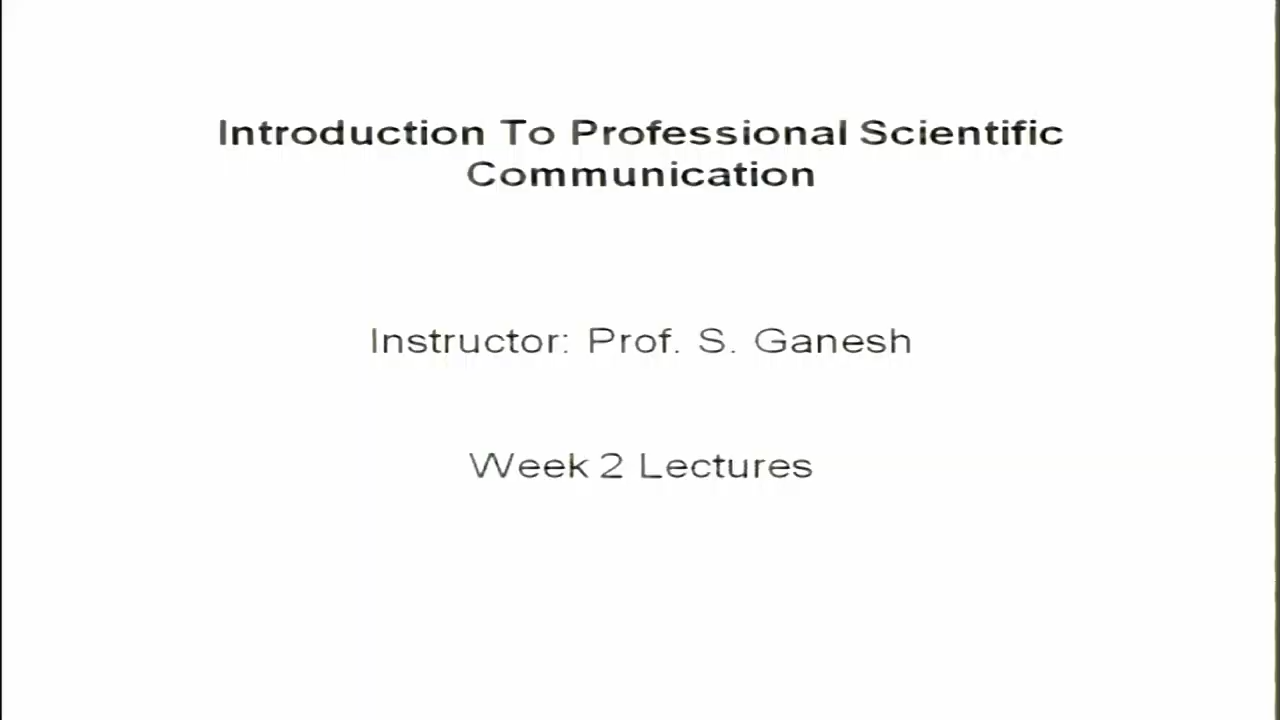 Introduction To Professional Scientific
Communication
Instructor: Prof. S. Ganesh
Week 2 Lectures